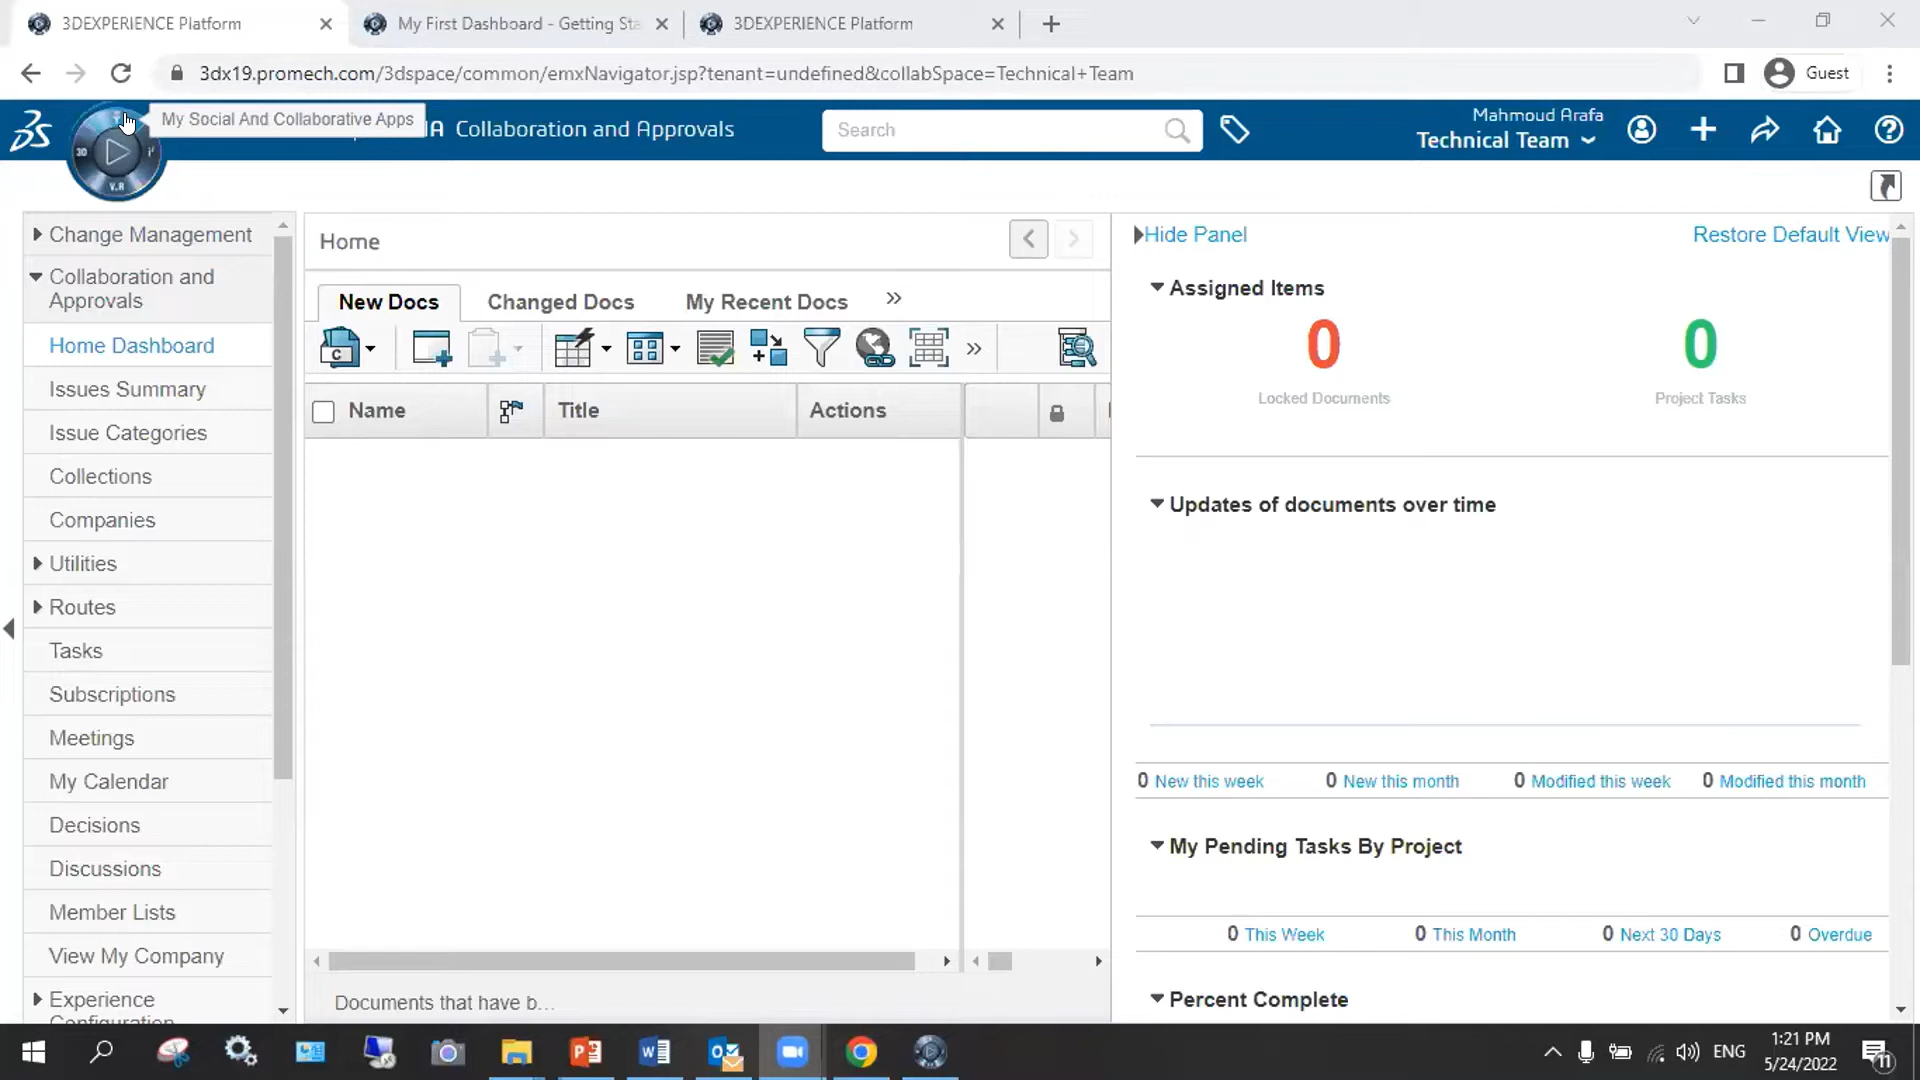 3DEXPERIENCE Platform
My First Dashboard - Getting Sta
3DEXPERIENCE Platform
3dx19.promech.com/3dspace/common/emxNavigator.jsp?tenant=undefined&collabSpace=Technical+Team
Guest
My Social And Collaborative Apps
IA Collaboration and Approvals
Search
Mahmoud Arafa
Technical Team
3D
V.R
Change Management
Collaboration and
Approvals
Home Dashboard
Issues Summary
Issue Categories
Collections
Companies
Utilities
Routes
Tasks
Subscriptions
Meetings
My Calendar
Decisions
Discussions
Member Lists
View My Company
Experience
Configuration
Home
New Docs
Changed Docs
My Recent Docs
Name
Title
Actions
Documents that have b...
Hide Panel
Restore Default View
Assigned Items
0
0
Locked Documents
Project Tasks
Updates of documents over time
0 New this week
0 New this month
0 Modified this week
0 Modified this month
My Pending Tasks By Project
0 This Week
0 This Month
0 Next 30 Days
0 Overdue
Percent Complete
ENG
1:21 PM
5/24/2022
11